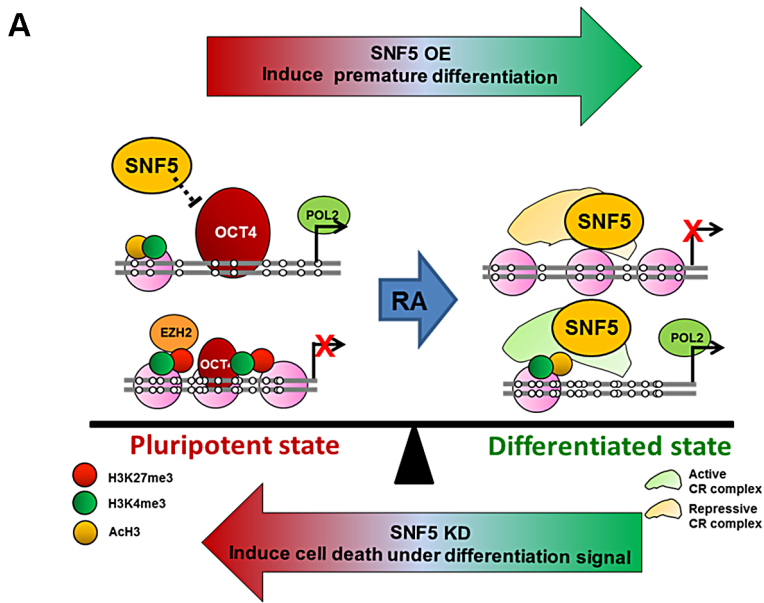 A
SNF5 OE
Induce premature differentiation
SNF5
OCT4
POL2
SNF5
X
RA
EZH2
OCT4
X
SNF5
POL2
Pluripotent state
Differentiated state
H3K27me3
H3K4me3
AcH3
Active
CR complex
Repressive
CR complex
SNF5 KD
Induce cell death under differentiation signal